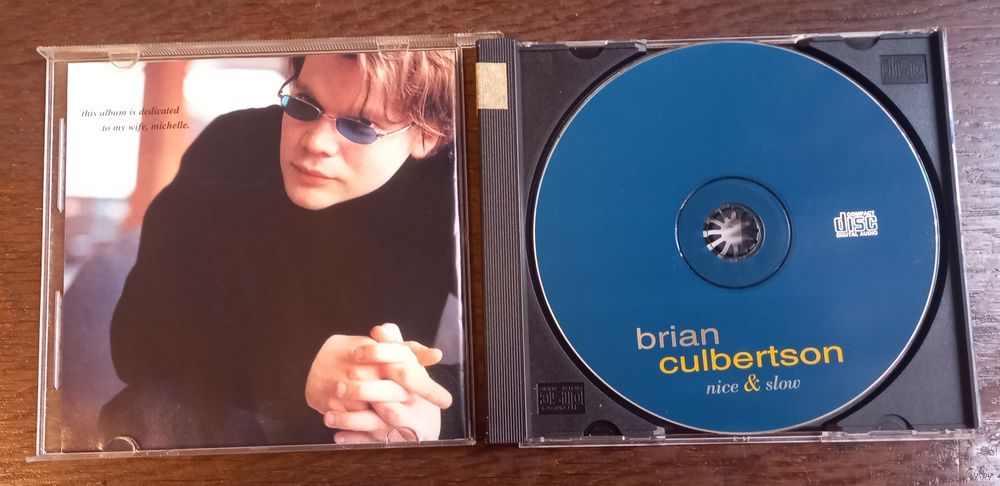 this album is dedicated
to my wife, michelle.
COMPACT
disc
DIGITAL AUDIO
brian
culbertson
nice & slow